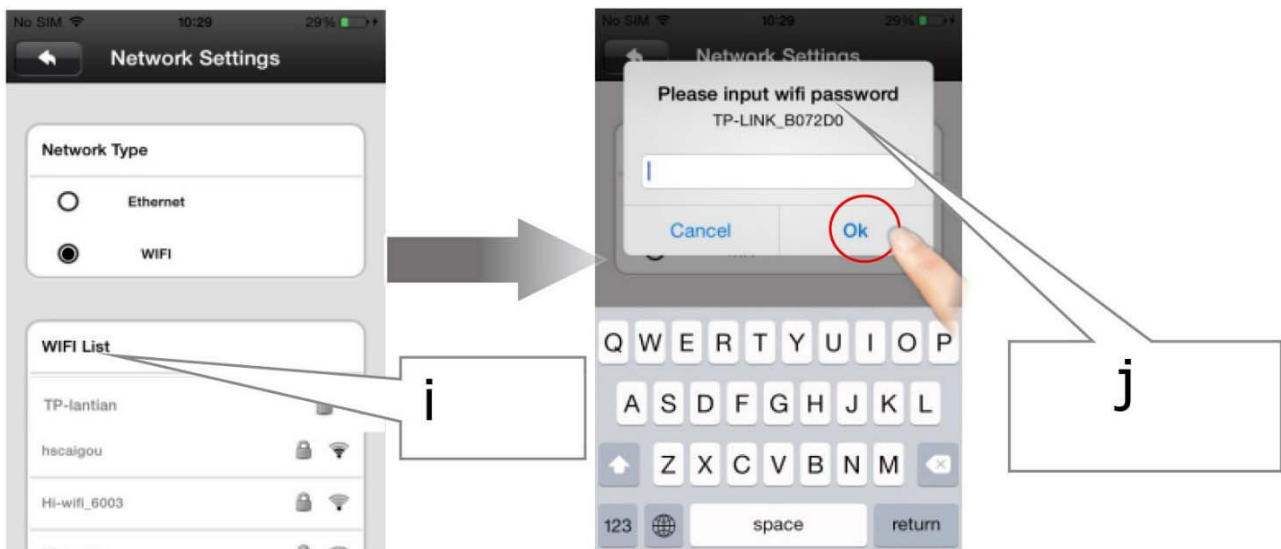 No SIM 10:29 29%
Network Settings
Network Type
Ethernet
WIFI
WIFI List
TP-lantian
hscaigou
Hi-wifi_6003
i
No SIM 10:29 29%
Network Settings
Please input wifi password
TP-LINK_B072D0
Cancel Ok
Q W E R T Y U I O P
A S D F G H J K L
Z X C V B N M
123 space return
j